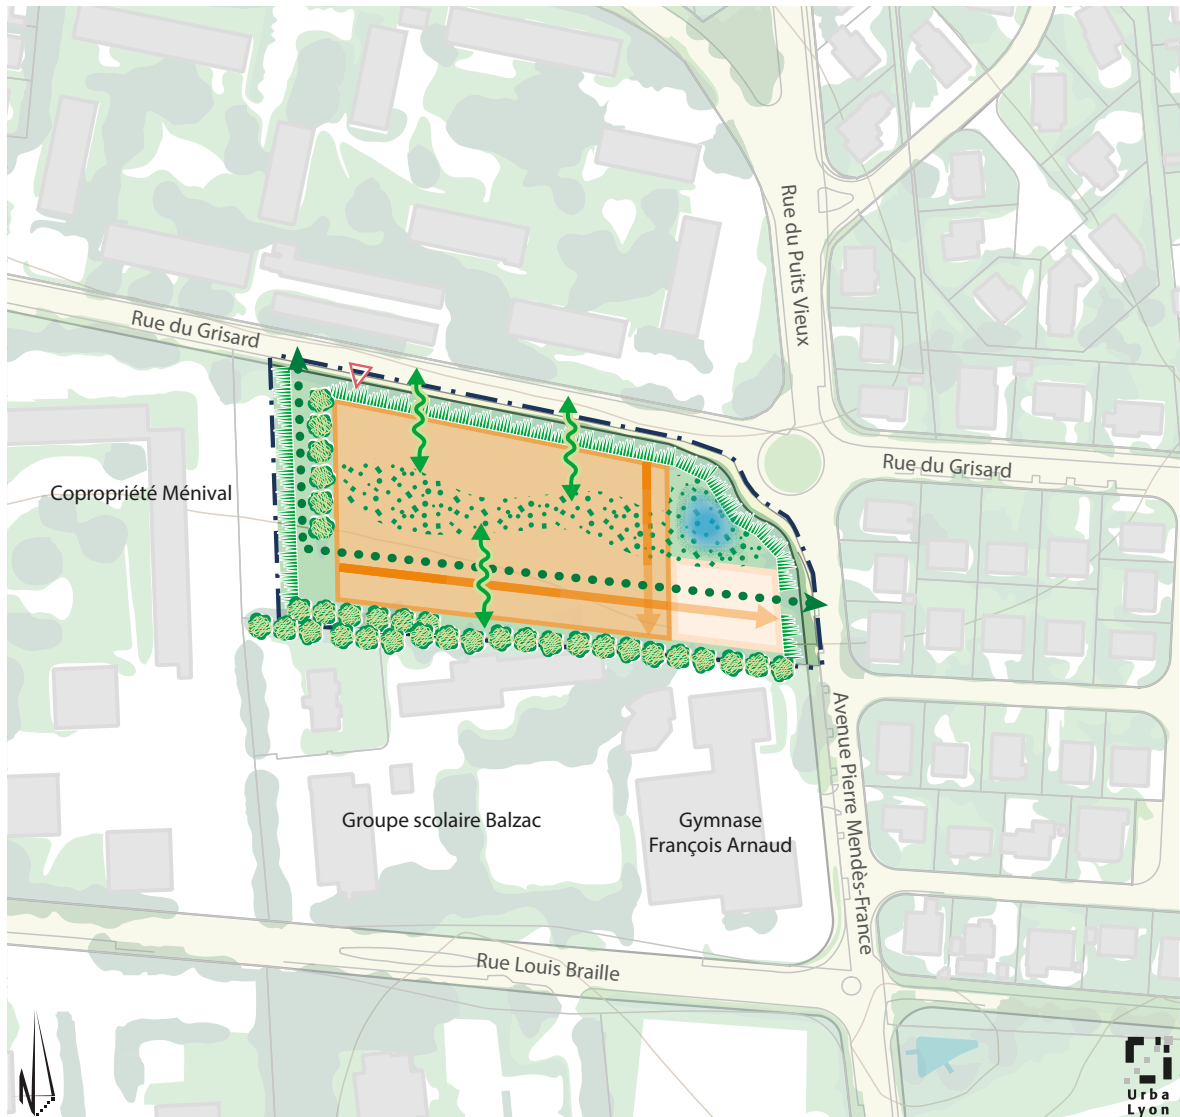 Rue du Puits Vieux
Rue du Grisard
Rue du Grisard
Copropriété Ménival
Avenue Pierre Mendès-France
Groupe scolaire Balzac
Gymnase
François Arnaud
Rue Louis Braille
N
Urba
Lyon